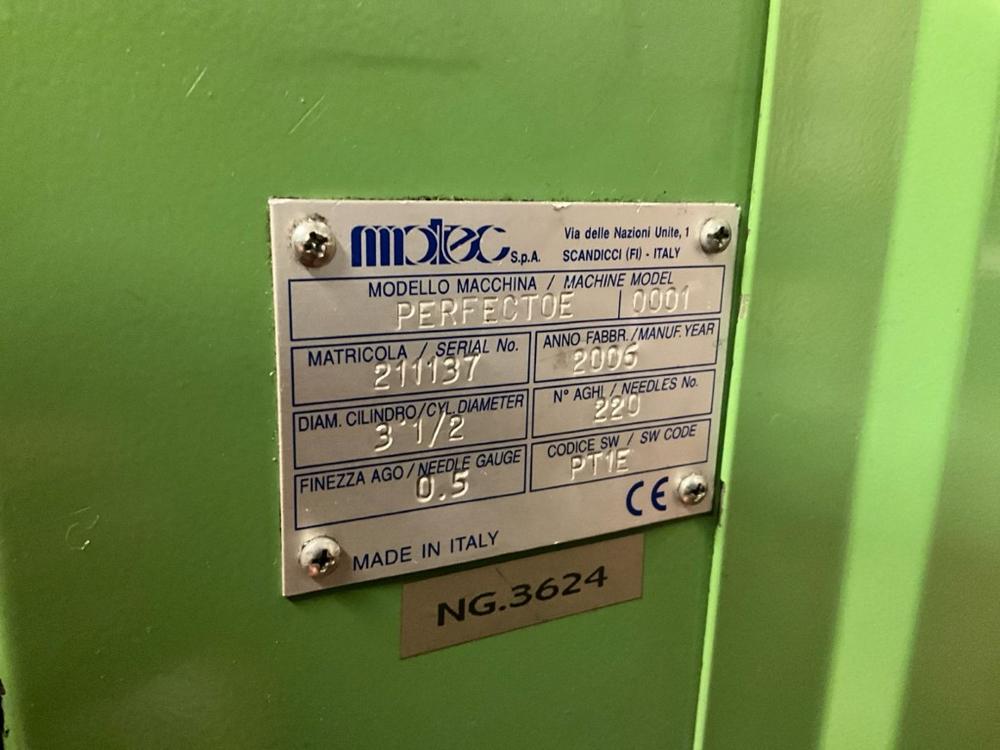 matec S.p.A.
Via delle Nazioni Unite, 1
SCANDICCI (FI) - ITALY
MODELLO MACCHINA / MACHINE MODEL
PERFECTOE 0001
MATRICOLA / SERIAL No.
211137
ANNO FABBR./MANUF. YEAR
2006
DIAM. CILINDRO/CYL. DIAMETER
3 1/2
N° AGHI / NEEDLES No.
220
FINEZZA AGO / NEEDLE GAUGE
0.5
CODICE SW / SW CODE
PT1E
CE
MADE IN ITALY
NG.3624